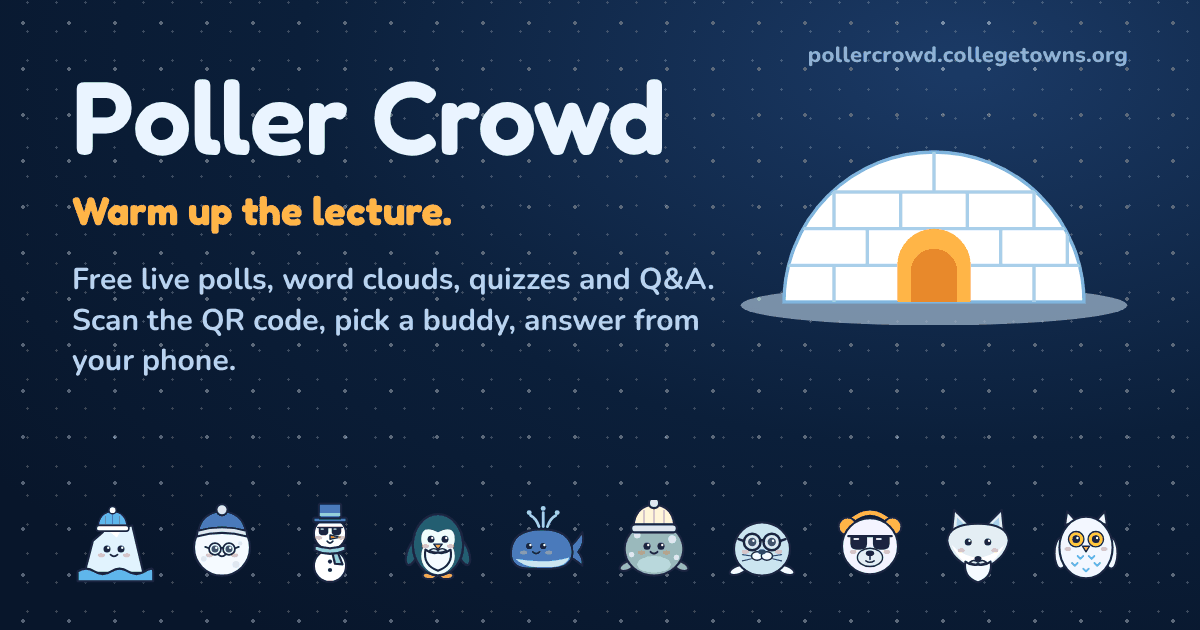 pollercrowd.collegetowns.org
Poller Crowd
Warm up the lecture.
Free live polls, word clouds, quizzes and Q&A.
Scan the QR code, pick a buddy, answer from
your phone.